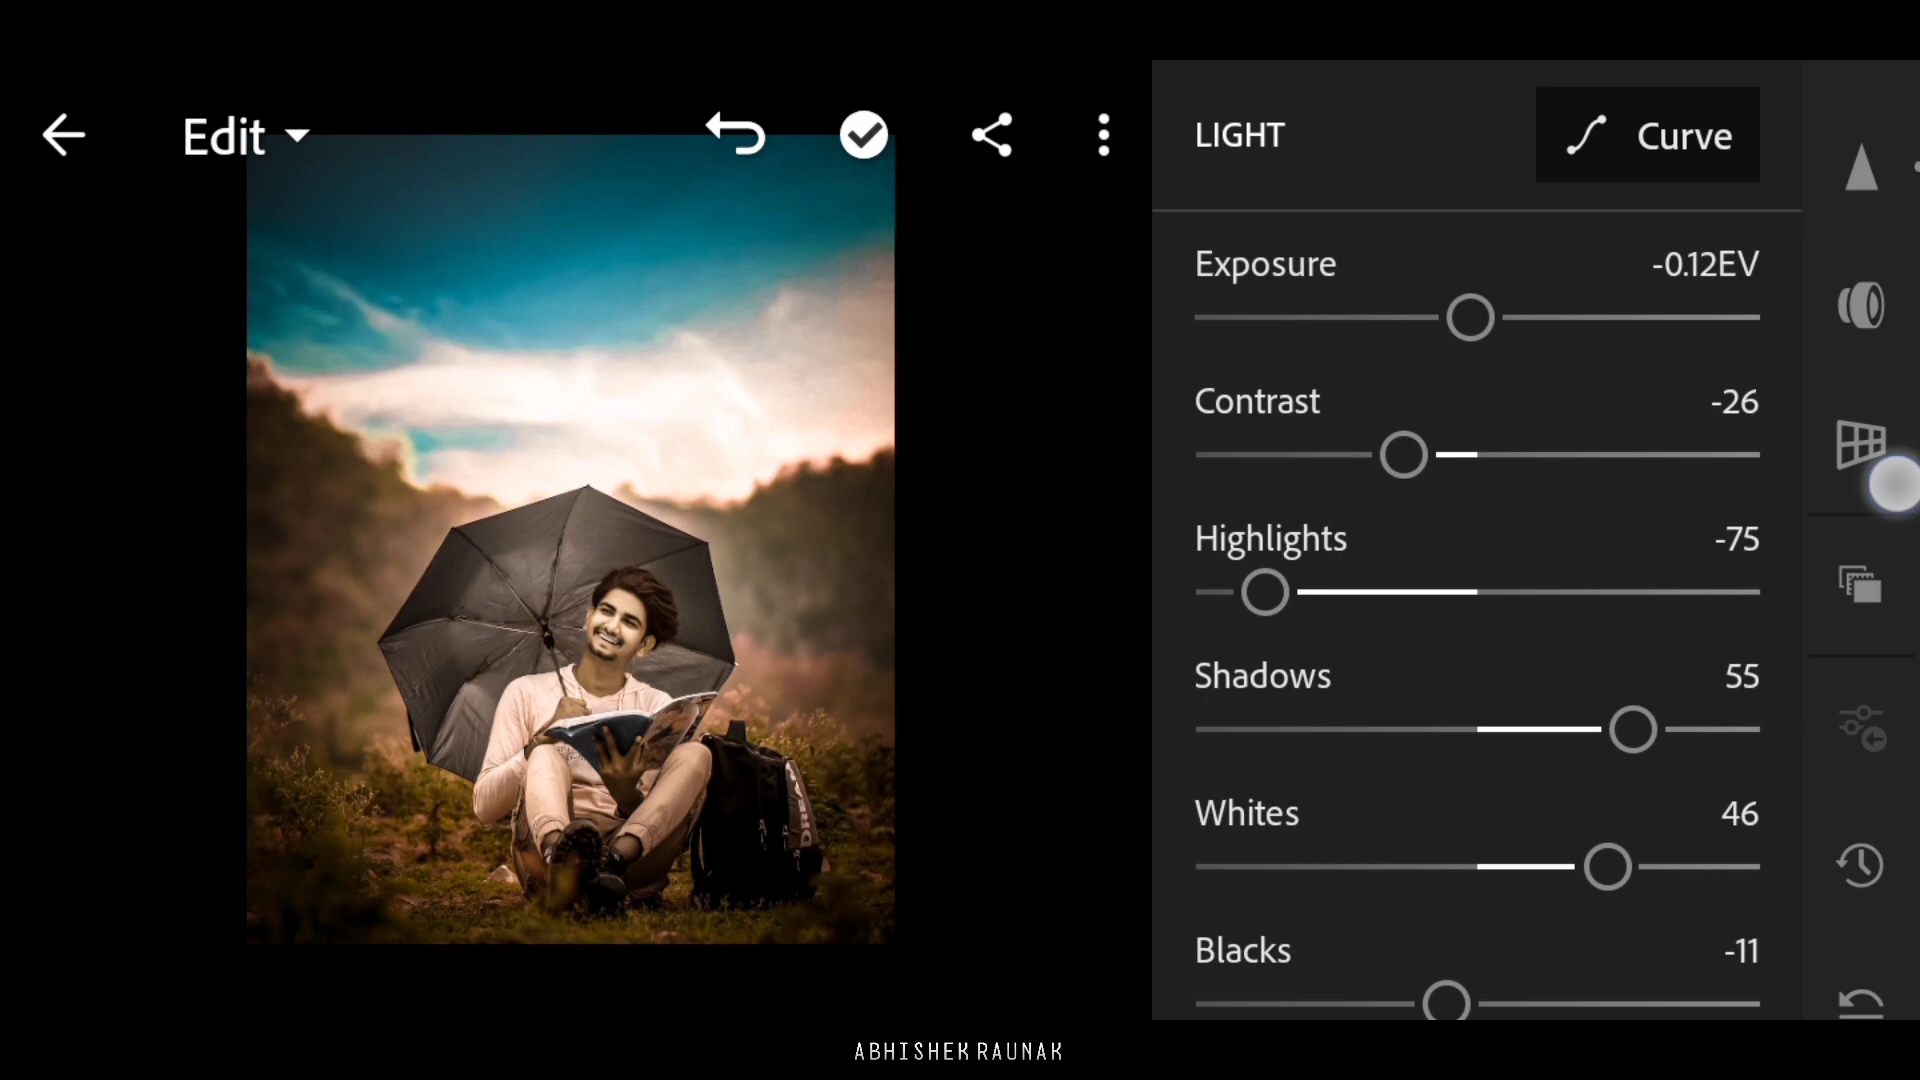 Edit
LIGHT
Curve
Exposure -0.12EV
Contrast -26
Highlights -75
Shadows 55
Whites 46
Blacks -11
ABHISHEK RAUNAK